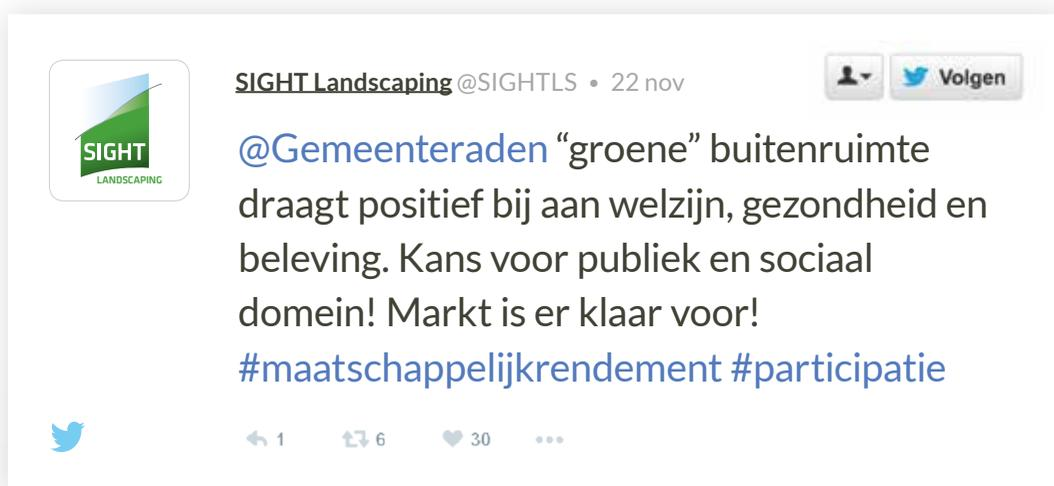 SIGHT
LANDSCAPING
SIGHT Landscaping @SIGHTLS • 22 nov
Volgen
@Gemeenteraden “groene” buitenruimte
draagt positief bij aan welzijn, gezondheid en
beleving. Kans voor publiek en sociaal
domein! Markt is er klaar voor!
#maatschappelijkrendement #participatie
1 6 30